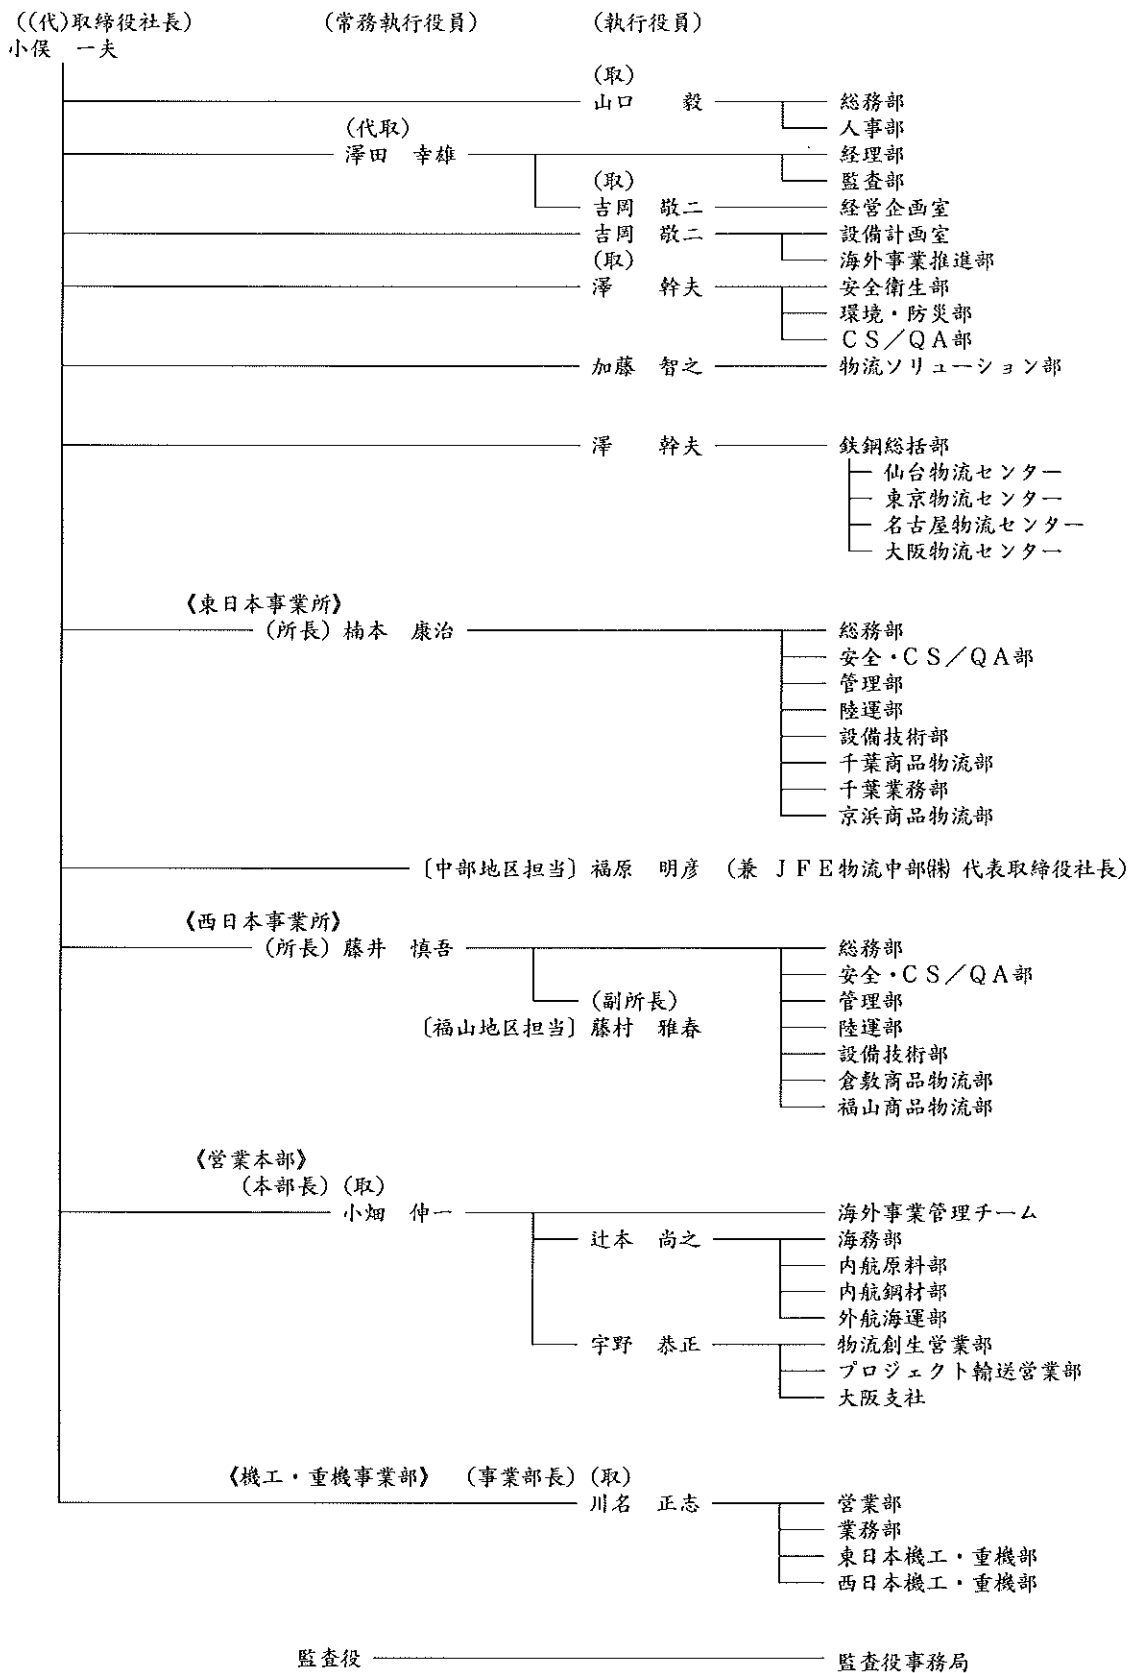 ((代)取締役社長) (常務執行役員) (執行役員)
小俣 一夫
(取)
山口 毅 総務部
(代取) 人事部
澤田 幸雄 経理部
(取) 監査部
吉岡 敬二 経営企画室
吉岡 敬二 設備計画室
(取) 海外事業推進部
澤 幹夫 安全衛生部
環境・防災部
CS/QA部
加藤 智之 物流ソリューション部
澤 幹夫 鉄鋼総括部
仙台物流センター
東京物流センター
名古屋物流センター
大阪物流センター
《東日本事業所》
(所長) 楠本 康治 総務部
安全・CS/QA部
管理部
陸運部
設備技術部
千葉商品物流部
千葉業務部
京浜商品物流部
〔中部地区担当〕 福原 明彦 (兼 JFE物流中部㈱ 代表取締役社長)
《西日本事業所》
(所長) 藤井 慎吾 総務部
安全・CS/QA部
(副所長) 管理部
〔福山地区担当〕 藤村 雅春 陸運部
設備技術部
倉敷商品物流部
福山商品物流部
《営業本部》
(本部長) (取)
小畑 伸一 海外事業管理チーム
辻本 尚之 海務部
内航原料部
内航鋼材部
外航海運部
宇野 恭正 物流創生営業部
プロジェクト輸送営業部
大阪支社
《機工・重機事業部》 (事業部長) (取)
川名 正志 営業部
業務部
東日本機工・重機部
西日本機工・重機部
監査役 監査役事務局